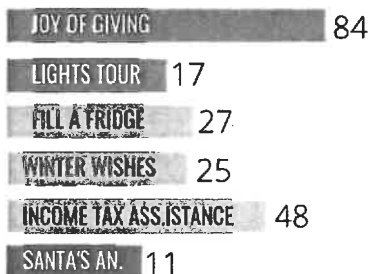 JOY OF GIVING 84
LIGHTS TOUR 17
FILL A FRIDGE 27
WINTER WISHES 25
INCOME TAX ASS.ISTANCE 48
SANTA'S AN. 11